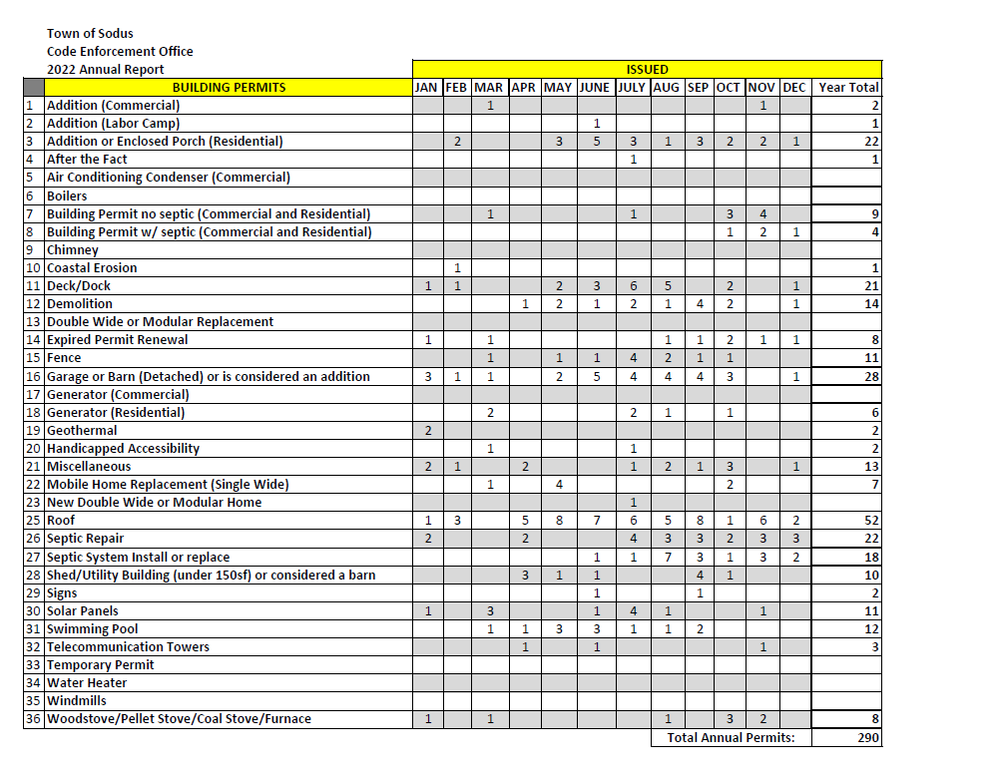 Town of Sodus
Code Enforcement Office
2022 Annual Report
ISSUED
BUILDING PERMITS JAN FEB MAR APR MAY JUNE JULY AUG SEP OCT NOV DEC Year Total
1 Addition (Commercial) 1 1 2
2 Addition (Labor Camp) 1 1
3 Addition or Enclosed Porch (Residential) 2 3 5 3 1 3 2 2 1 22
4 After the Fact 1 1
5 Air Conditioning Condenser (Commercial)
6 Boilers
7 Building Permit no septic (Commercial and Residential) 1 1 3 4 9
8 Building Permit w/ septic (Commercial and Residential) 1 2 1 4
9 Chimney
10 Coastal Erosion 1 1
11 Deck/Dock 1 1 2 3 6 5 2 1 21
12 Demolition 1 2 1 2 1 4 2 1 14
13 Double Wide or Modular Replacement
14 Expired Permit Renewal 1 1 1 1 2 1 1 8
15 Fence 1 1 1 4 2 1 1 11
16 Garage or Barn (Detached) or is considered an addition 3 1 1 2 5 4 4 4 3 1 28
17 Generator (Commercial)
18 Generator (Residential) 2 2 1 1 6
19 Geothermal 2 2
20 Handicapped Accessibility 1 1 2
21 Miscellaneous 2 1 2 1 2 1 3 1 13
22 Mobile Home Replacement (Single Wide) 1 4 2 7
23 New Double Wide or Modular Home 1
25 Roof 1 3 5 8 7 6 5 8 1 6 2 52
26 Septic Repair 2 2 4 3 3 2 3 3 22
27 Septic System Install or replace 1 1 7 3 1 3 2 18
28 Shed/Utility Building (under 150sf) or considered a barn 3 1 1 4 1 10
29 Signs 1 1 2
30 Solar Panels 1 3 1 4 1 1 11
31 Swimming Pool 1 1 3 3 1 1 2 12
32 Telecommunication Towers 1 1 1 3
33 Temporary Permit
34 Water Heater
35 Windmills
36 Woodstove/Pellet Stove/Coal Stove/Furnace 1 1 1 3 2 8
Total Annual Permits: 290